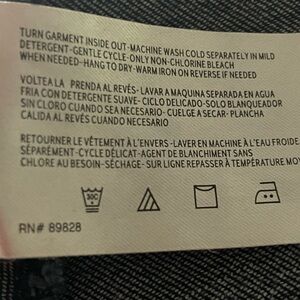 TURN GARMENT INSIDE OUT-MACHINE WASH COLD SEPARATELY IN MILD
DETERGENT-GENTLE CYCLE-ONLY NON-CHLORINE BLEACH
WHEN NEEDED-HANG TO DRY-WARM IRON ON REVERSE IF NEEDED
VOLTEA LA PRENDA AL REVÉS-LAVAR A MAQUINA SEPARADA EN AGUA
FRIA CON DETERGENTE SUAVE-CICLO DELICADO-SOLO BLANQUEADOR
SIN CLORO CUANDO SEA NECESARIO-CUELGE A SECAR-PLANCHA
CALIDA AL REVÉS CUANDO NECESARIO
RETOURNER LE VÊTEMENT À L'ENVERS-LAVER EN MACHINE À L'EAU FROIDE
SÉPARÉMENT-CYCLE DÉLICAT-AGENT DE BLANCHIMENT SANS
CHLORE AU BESOIN-SÉCHAGE-SUR LIGNE REPASSER À TEMPÉRATURE
30C
RN# 89828